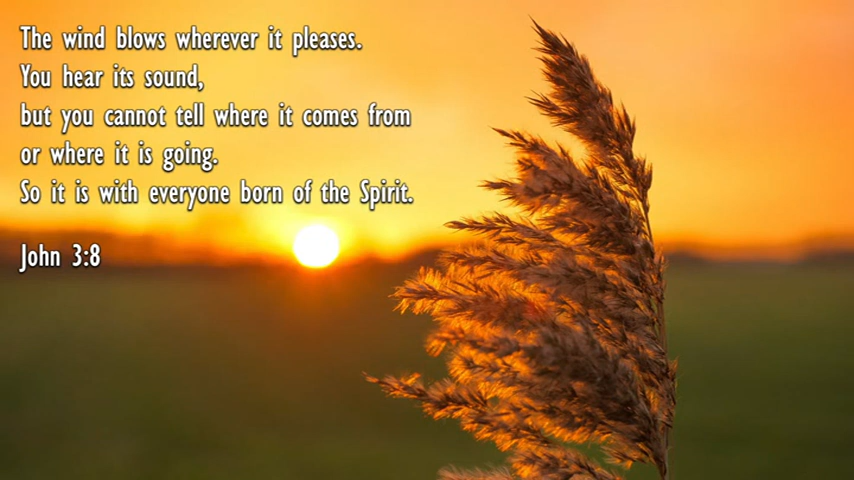 The wind blows wherever it pleases.
You hear its sound,
but you cannot tell where it comes from
or where it is going.
So it is with everyone born of the Spirit.
John 3:8